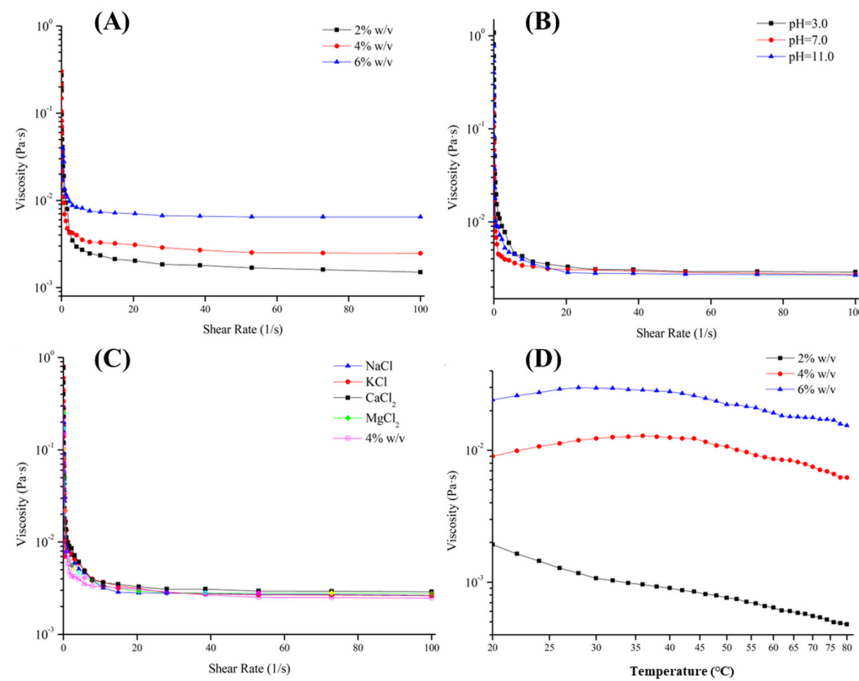 (A)
2% w/v
4% w/v
6% w/v
10⁰
10⁻¹
10⁻²
10⁻³
Viscosity (Pa·s)
0 20 40 60 80 100
Shear Rate (1/s)
(B)
pH=3.0
pH=7.0
pH=11.0
10⁰
10⁻¹
10⁻²
Viscosity (Pa·s)
0 20 40 60 80 100
Shear Rate (1/s)
(C)
NaCl
KCl
CaCl₂
MgCl₂
4% w/v
10⁰
10⁻¹
10⁻²
10⁻³
Viscosity (Pa·s)
0 20 40 60 80 100
Shear Rate (1/s)
(D)
2% w/v
4% w/v
6% w/v
10⁻²
10⁻³
Viscosity (Pa·s)
20 25 30 35 40 45 50 55 60 65 70 75 80
Temperature (°C)